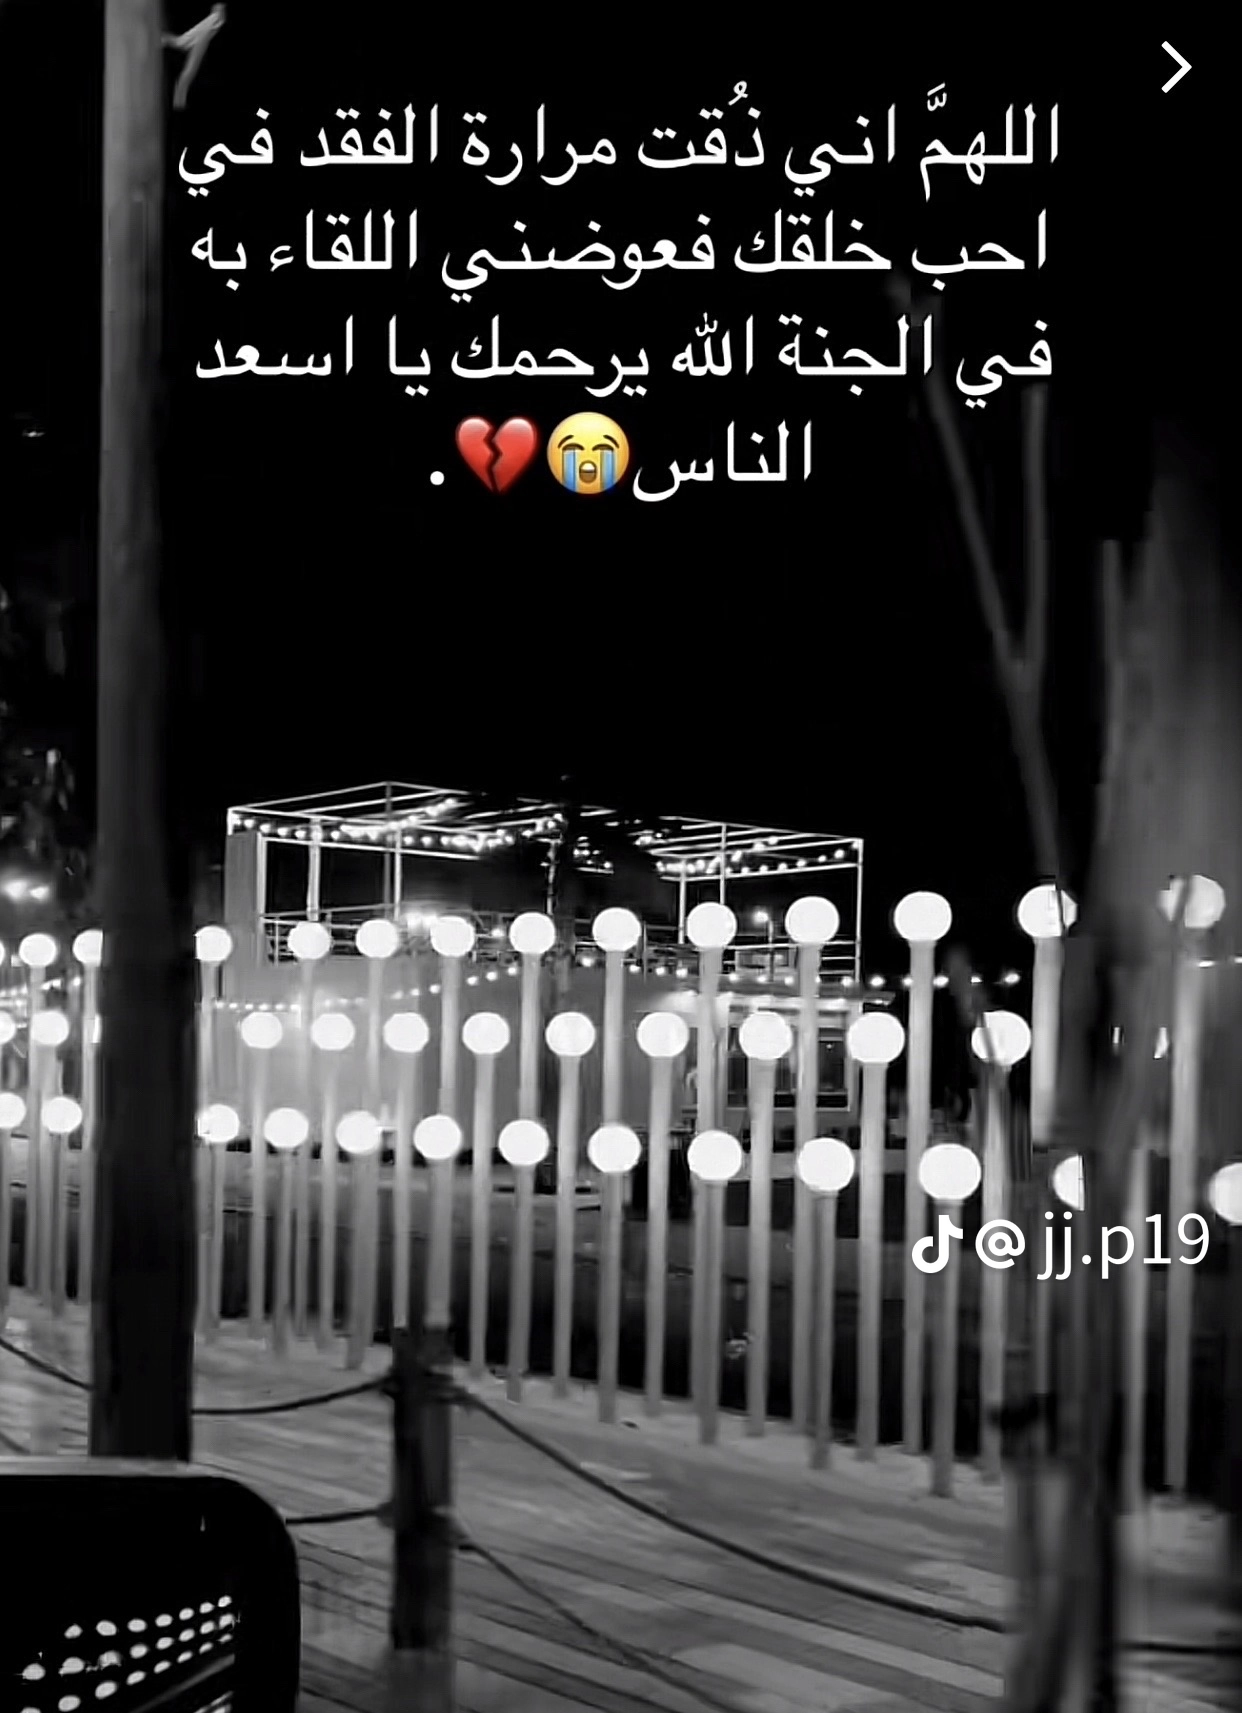 اللهمَّ اني ذُقت مرارة الفقد في
احب خلقك فعوضني اللقاء به
في الجنة الله يرحمك يا اسعد
الناس😭💔.
@jj.p19